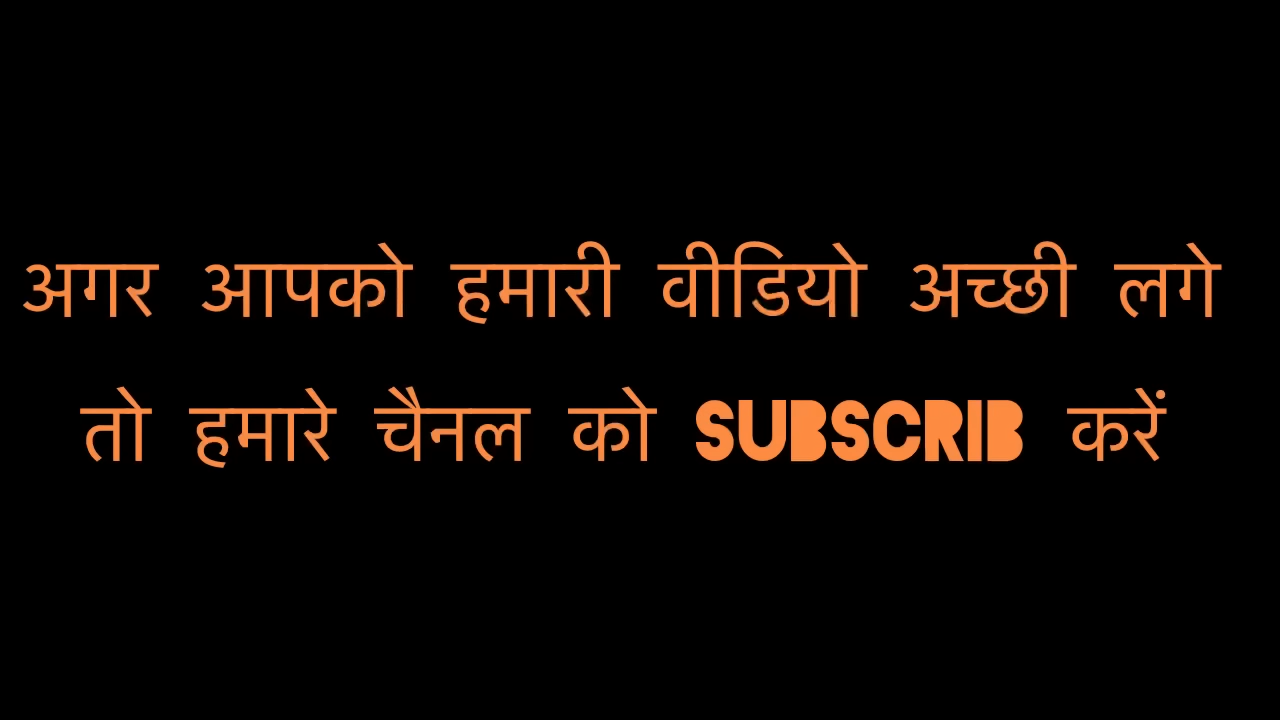 अगर आपको हमारी वीडियो अच्छी लगे
तो हमारे चैनल को SUBSCRIB करें